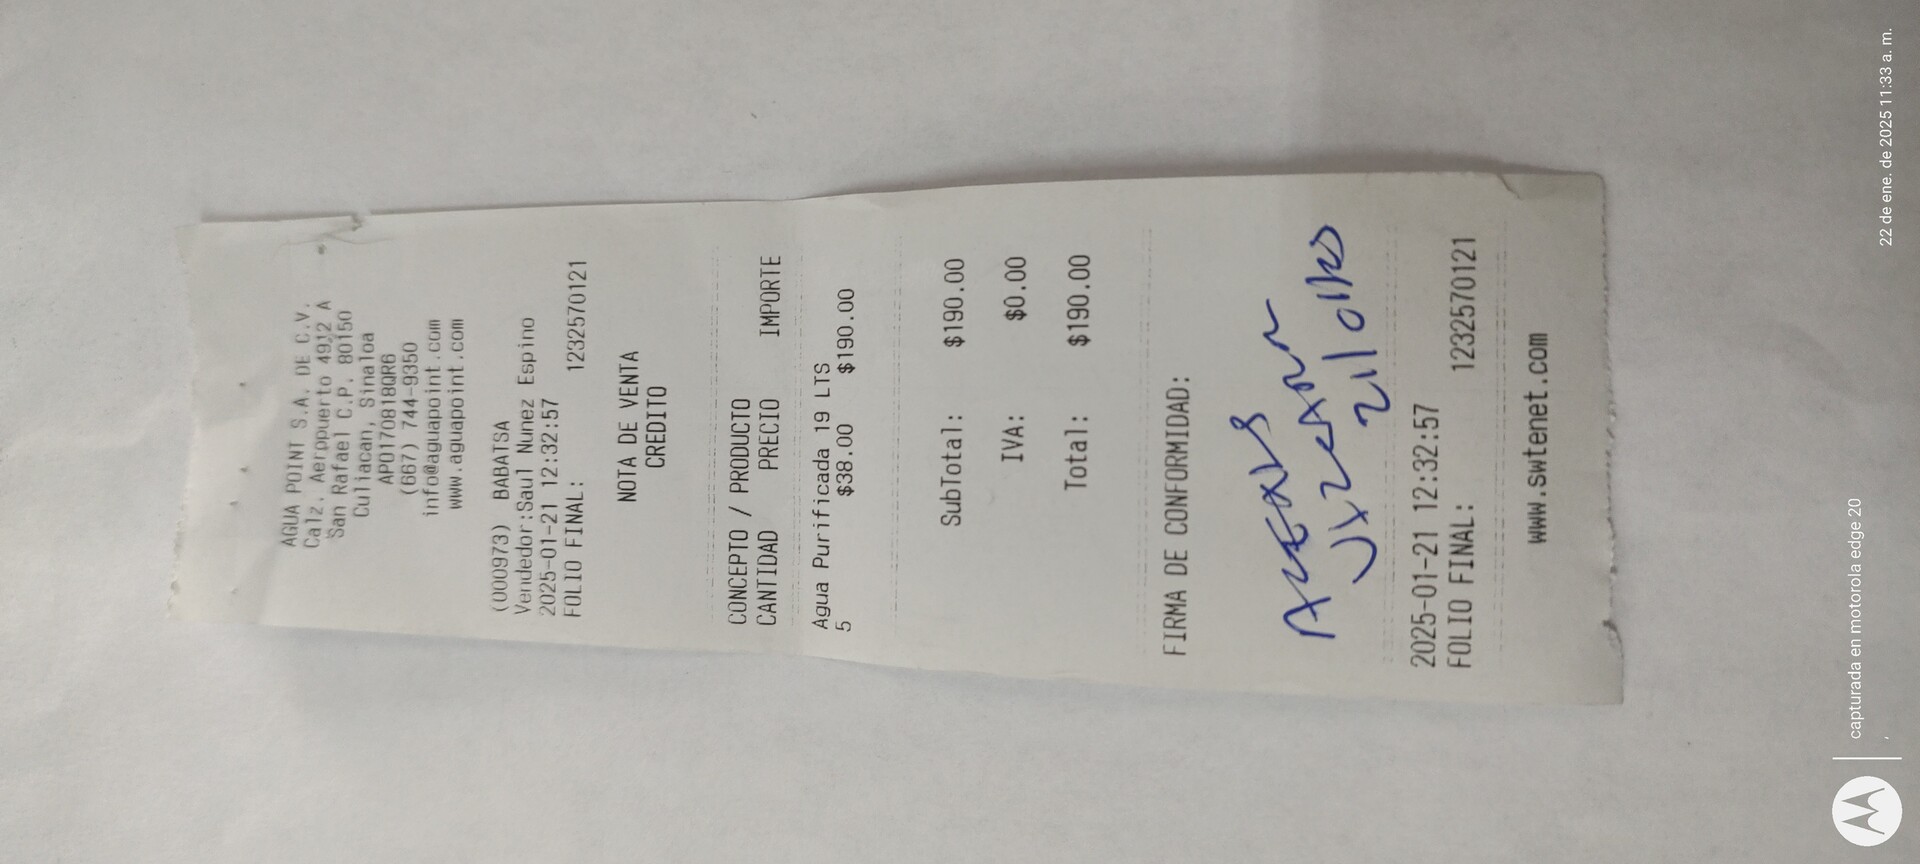 AGUA POINT S.A. DE C.V.
Calz. Aerppuerto 4912 A
San Rafael C.P. 80150
Culiacan, Sinaloa
APO170818QR6
(667) 744-9350
info@aguapoint.com
www.aguapoint.com
(000973) BABATSA
Vendedor:Saul Nunez Espino
2025-01-21 12:32:57
FOLIO FINAL: 1232570121
NOTA DE VENTA
CREDITO
CONCEPTO / PRODUCTO
CANTIDAD PRECIO IMPORTE
Agua Purificada 19 LTS
5 $38.00 $190.00
SubTotal: $190.00
IVA: $0.00
Total: $190.00
FIRMA DE CONFORMIDAD:
2025-01-21 12:32:57
FOLIO FINAL: 1232570121
www.swtenet.com
capturada en motorola edge 20
22 de ene. de 2025 11:33 a. m.